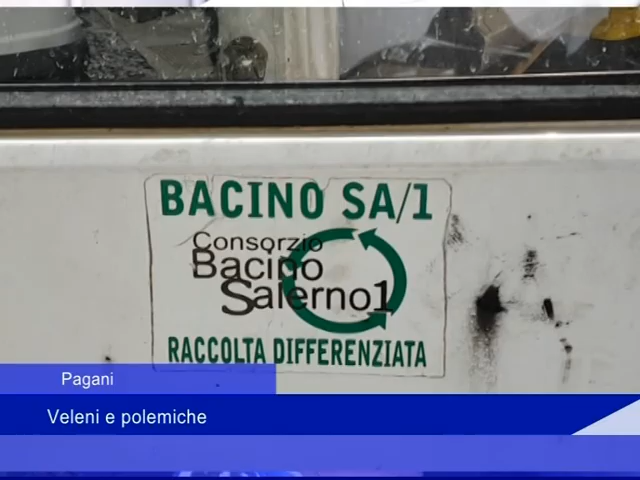 BACINO SA/1
Consorzio
Bacino
Salerno1
RACCOLTA DIFFERENZIATA
Pagani
Veleni e polemiche